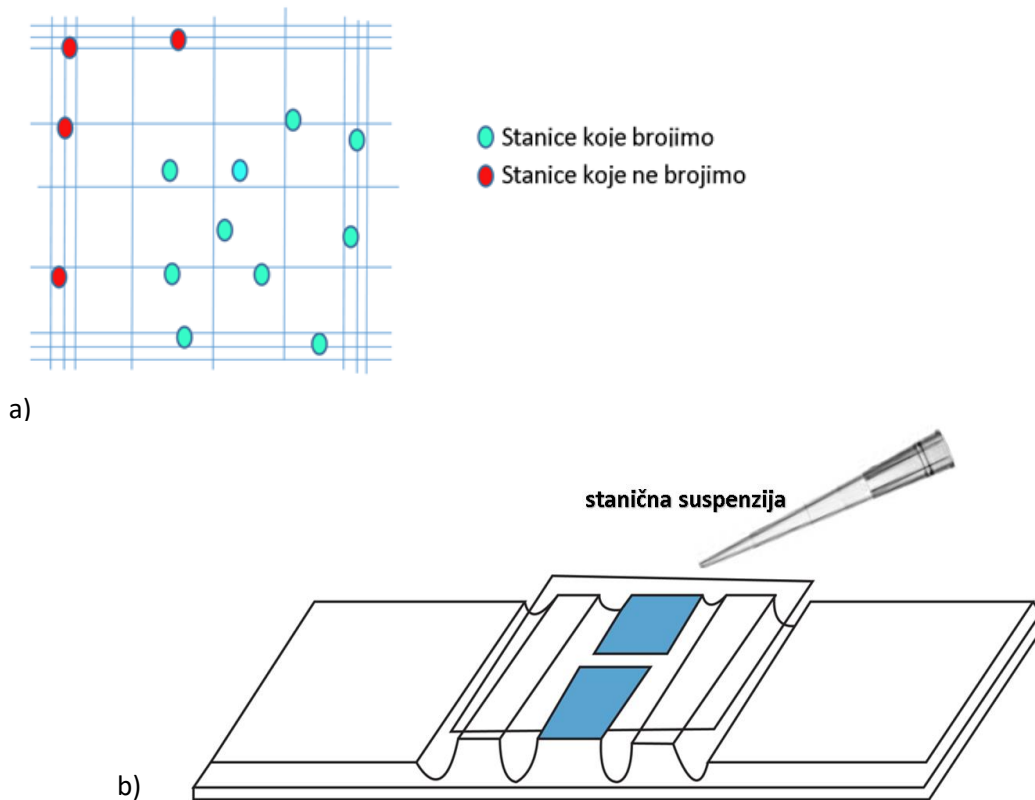 Stanice koje brojimo
Stanice koje ne brojimo
a)
stanična suspenzija
b)